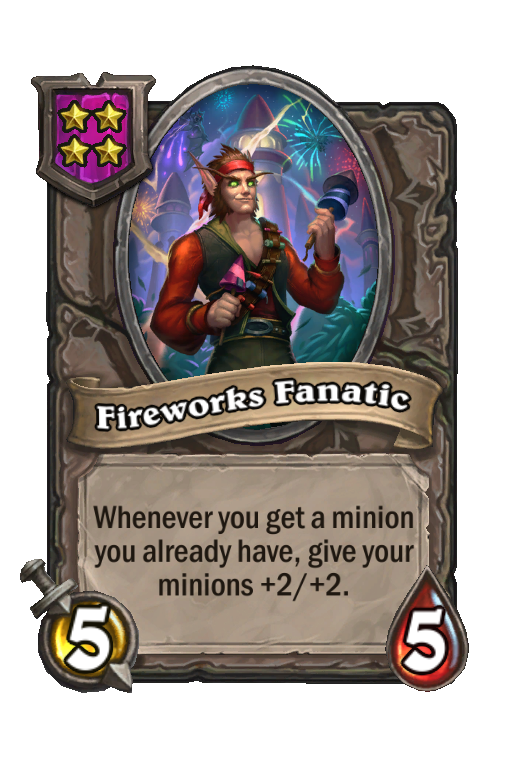 Fireworks Fanatic
Whenever you get a minion
you already have, give your
minions +2/+2.
5
5